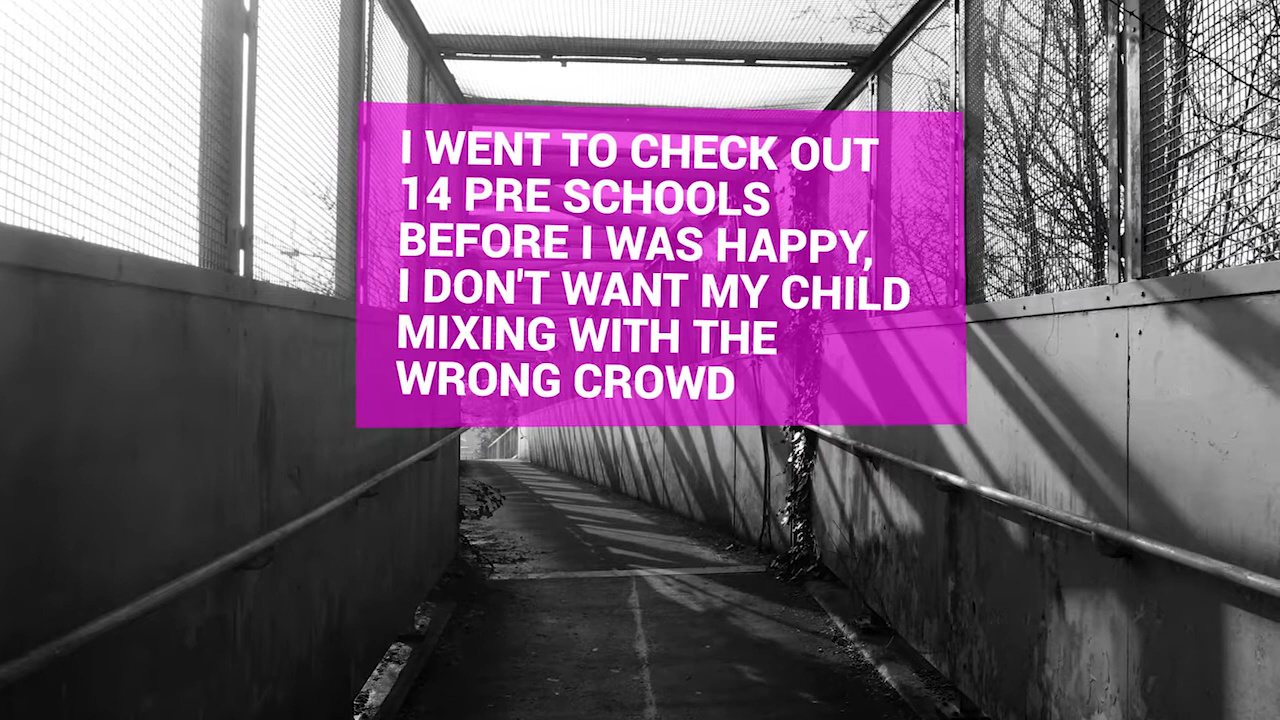 I WENT TO CHECK OUT
14 PRE SCHOOLS
BEFORE I WAS HAPPY,
I DON'T WANT MY CHILD
MIXING WITH THE
WRONG CROWD